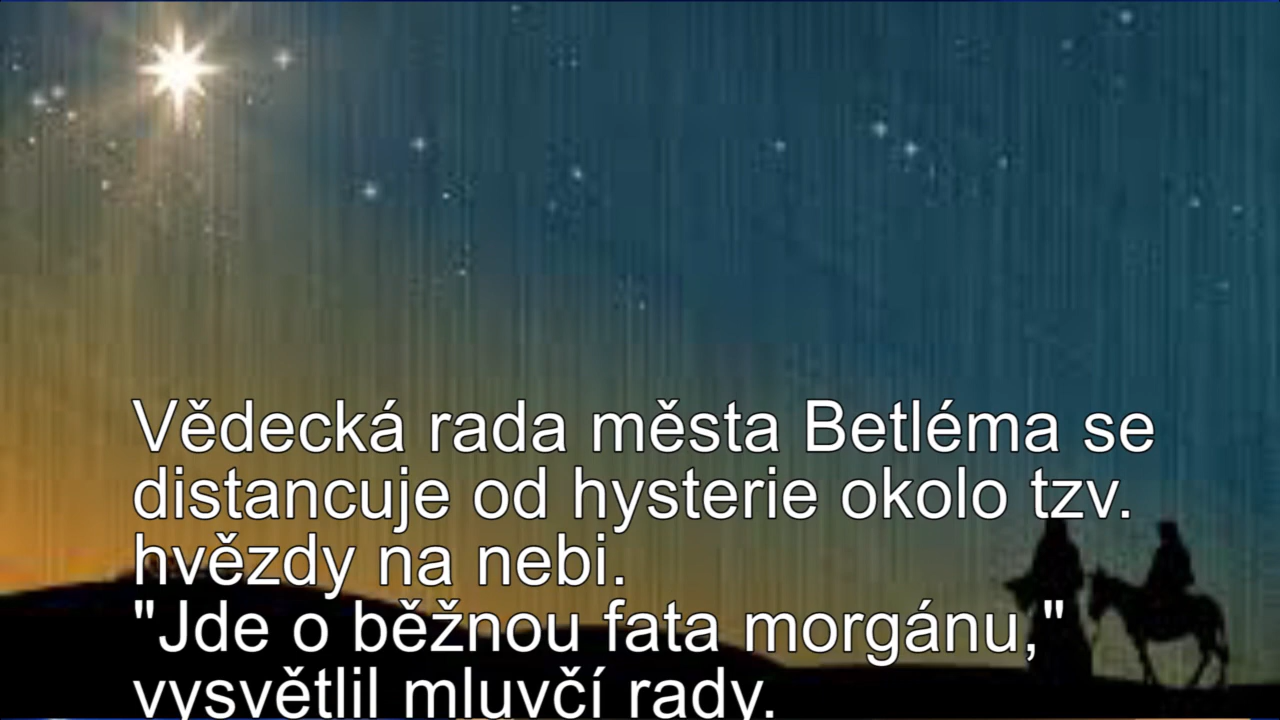 Vědecká rada města Betléma se
distancuje od hysterie okolo tzv.
hvězdy na nebi.
"Jde o běžnou fata morgánu,"
vysvětlil mluvčí rady.